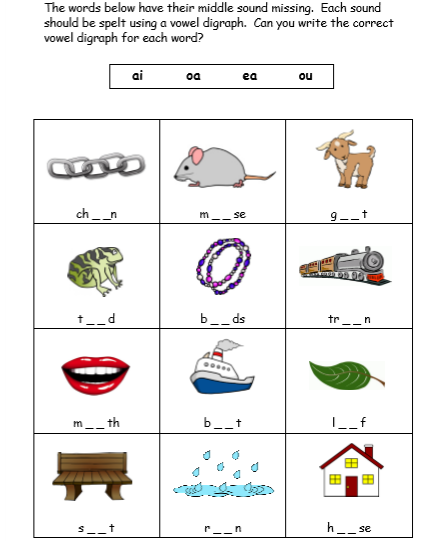 The words below have their middle sound missing. Each sound
should be spelt using a vowel digraph. Can you write the correct
vowel digraph for each word?
ai oa ea ou
ch _ _ n m _ _ se g _ _ t
t _ _ d b _ _ ds tr _ _ n
m _ _ th b _ _ t l _ _ f
s _ _ t r _ _ n h _ _ se